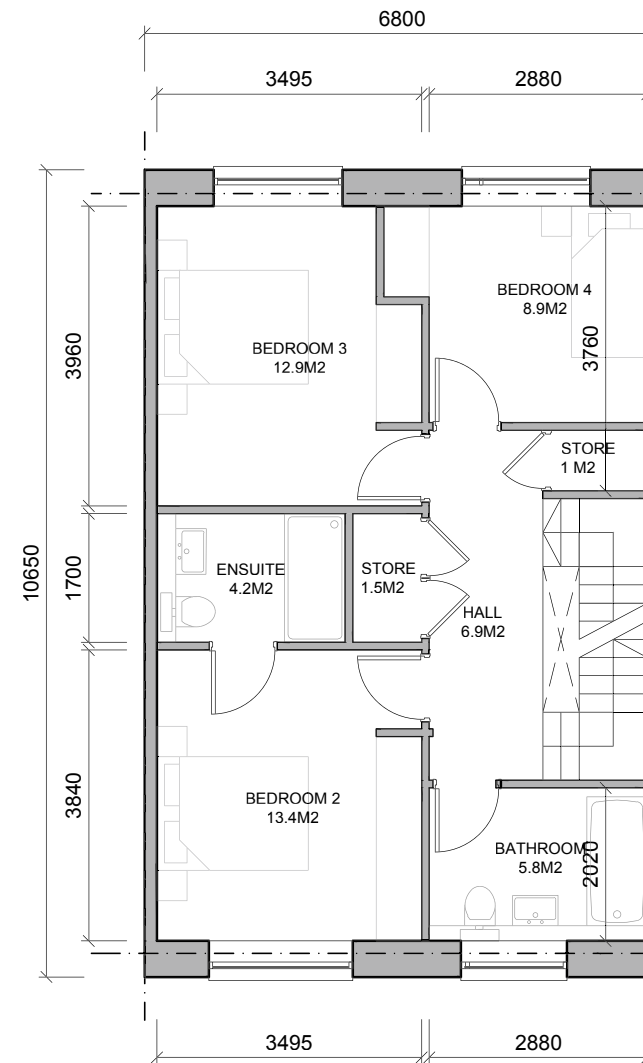 6800
3495
2880
BEDROOM 4
8.9M2
3760
BEDROOM 3
12.9M2
3960
STORE
1 M2
10650
1700
ENSUITE
4.2M2
STORE
1.5M2
HALL
6.9M2
3840
BEDROOM 2
13.4M2
BATHROOM
5.8M2
2020
3495
2880